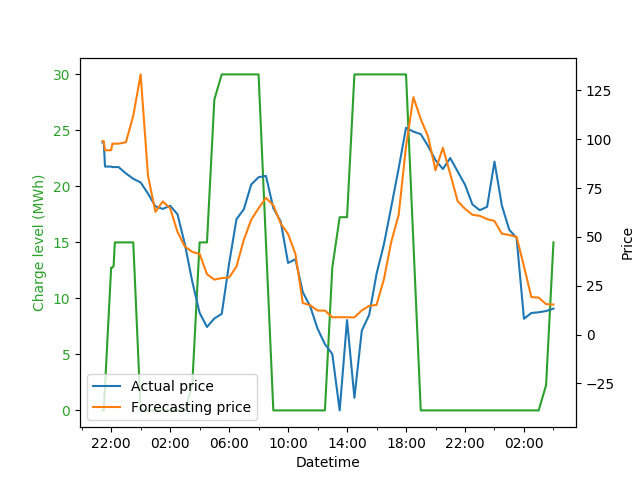 30
25
20
15
10
5
0
Charge level (MWh)
125
100
75
50
25
0
−25
Price
Actual price
Forecasting price
22:00 02:00 06:00 10:00 14:00 18:00 22:00 02:00
Datetime